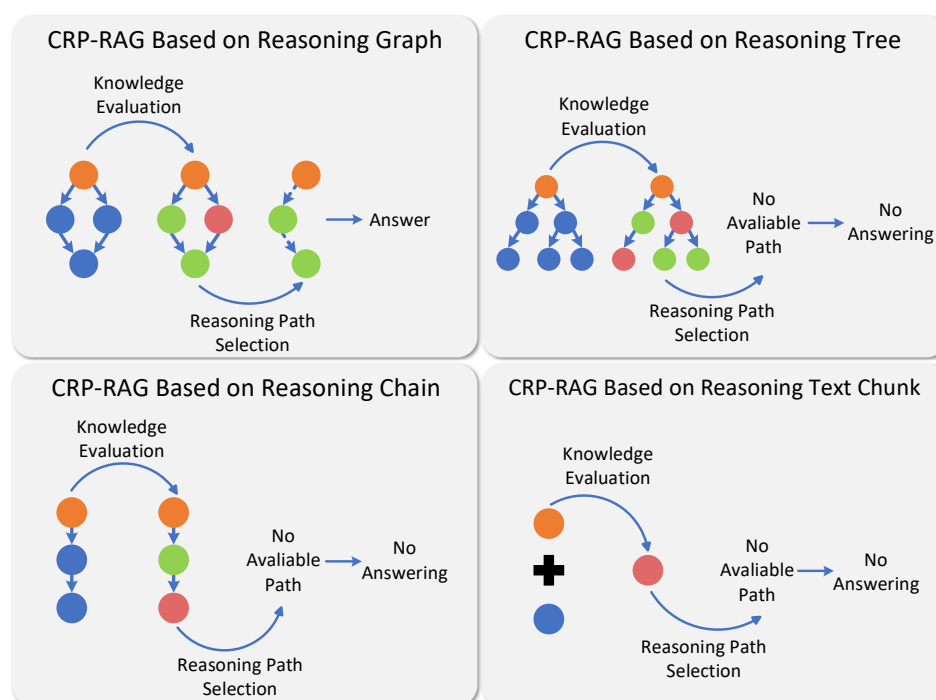 CRP-RAG Based on Reasoning Graph
Knowledge
Evaluation
Answer
Reasoning Path
Selection
CRP-RAG Based on Reasoning Tree
Knowledge
Evaluation
No
Avaliable
Path
No
Answering
Reasoning Path
Selection
CRP-RAG Based on Reasoning Chain
Knowledge
Evaluation
No
Avaliable
Path
No
Answering
Reasoning Path
Selection
CRP-RAG Based on Reasoning Text Chunk
Knowledge
Evaluation
No
Avaliable
Path
No
Answering
Reasoning Path
Selection